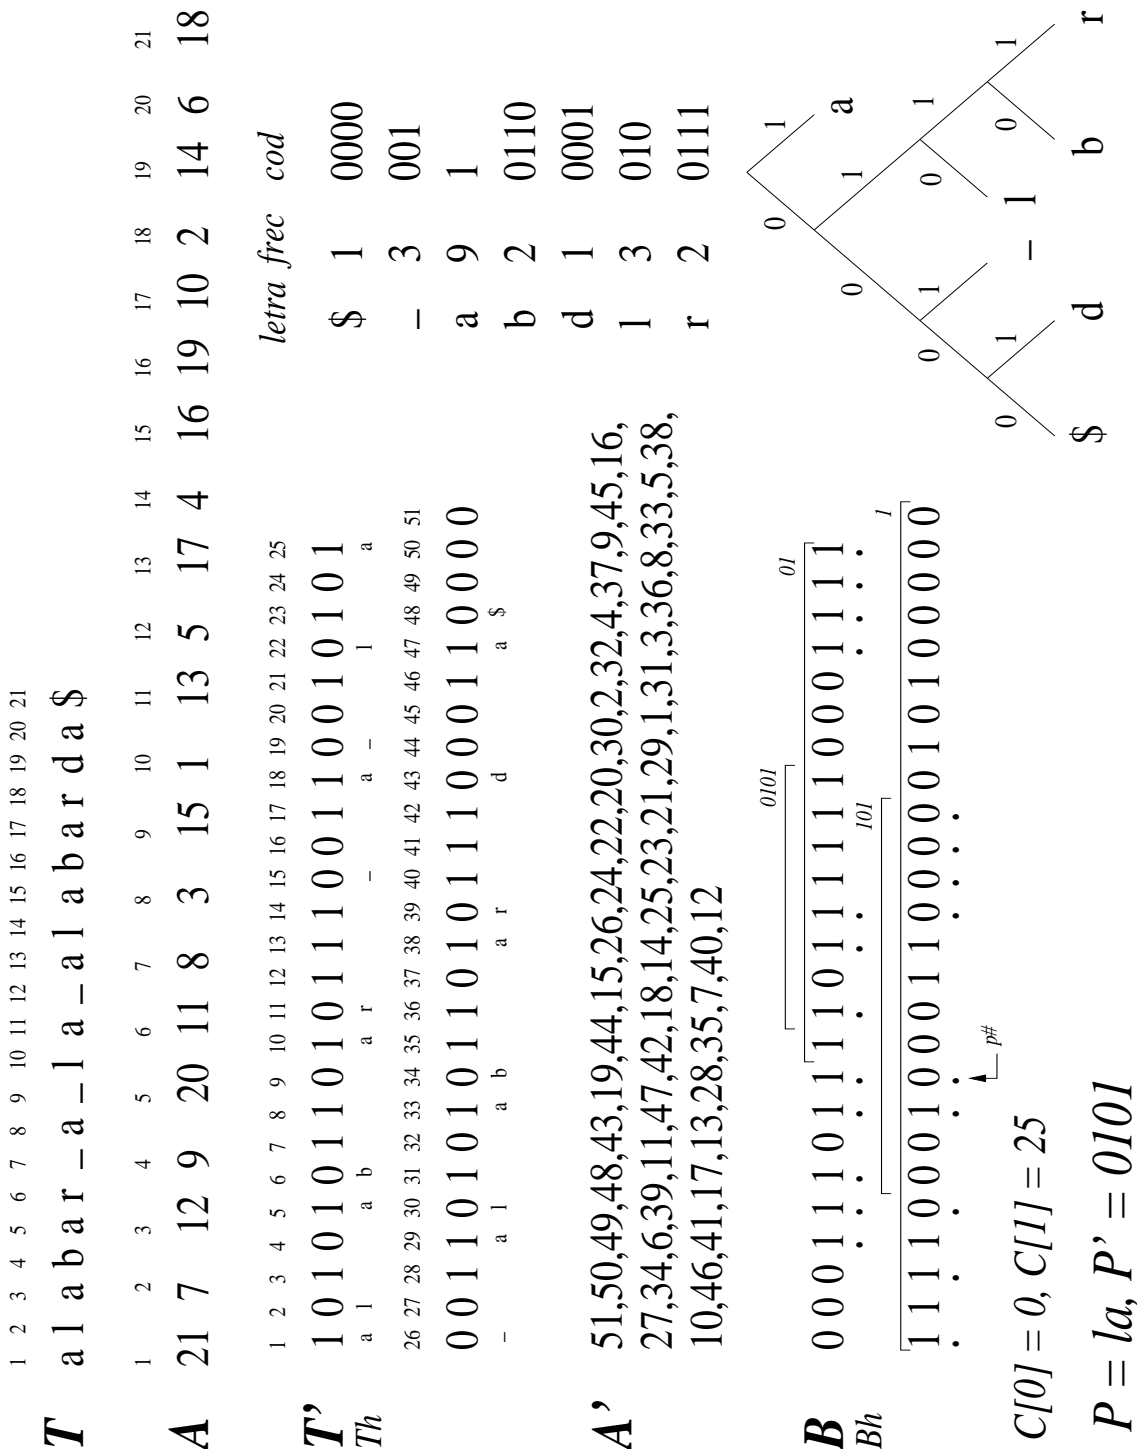 1 2 3 4 5 6 7 8 9 10 11 12 13 14 15 16 17 18 19 20 21
T a l a b a r _ a _ l a _ a l a b a r d a $
1 2 3 4 5 6 7 8 9 10 11 12 13 14 15 16 17 18 19 20 21
A 21 7 12 9 20 11 8 3 15 1 13 5 17 4 16 19 10 2 14 6 18
letra frec cod
$ 1 0000
_ 3 001
a 9 1
b 2 0110
d 1 0001
l 3 010
r 2 0111
1 2 3 4 5 6 7 8 9 10 11 12 13 14 15 16 17 18 19 20 21 22 23 24 25
T' 1 0 1 0 1 0 1 1 0 1 0 1 1 1 0 0 1 1 0 0 1 0 1 0 1
Th a l a b a r _ a _ l a
26 27 28 29 30 31 32 33 34 35 36 37 38 39 40 41 42 43 44 45 46 47 48 49 50 51
0 0 1 1 0 1 0 1 0 1 1 0 1 0 1 1 1 0 0 0 1 1 0 0 0 0
_ a l a b a r d a $
A' 51,50,49,48,43,19,44,15,26,24,22,20,30,2,32,4,37,9,45,16,
27,34,6,39,11,47,42,18,14,25,23,21,29,1,31,3,36,8,33,5,38,
10,46,41,17,13,28,35,7,40,12
0101 01
B 0 0 0 1 1 1 0 1 1 1 1 0 1 1 1 1 1 1 0 0 0 1 1 1 1
Bh
101 1
1 1 1 1 0 0 0 1 0 0 0 1 1 0 0 0 0 0 1 0 1 0 0 0 0 0
p#
C[0] = 0, C[1] = 25
P = la, P' = 0101
0 1
a
0 1
0 1 0 1
_ l
0 1 0 1
$ d b r